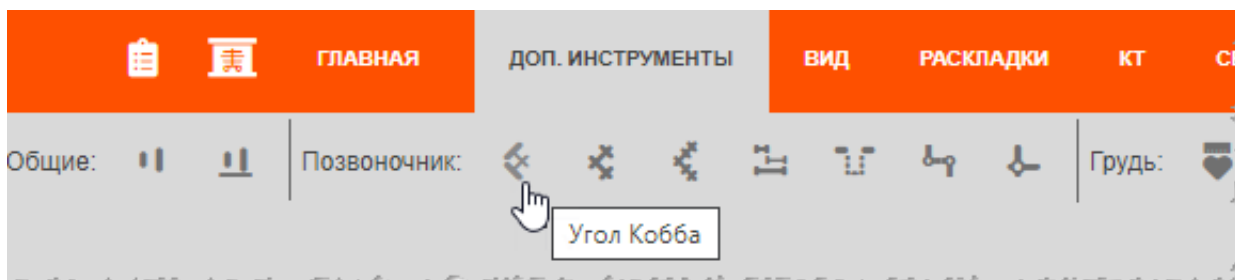 ГЛАВНАЯ ДОП. ИНСТРУМЕНТЫ ВИД РАСКЛАДКИ КТ
Общие: Позвоночник: Грудь:
Угол Кобба